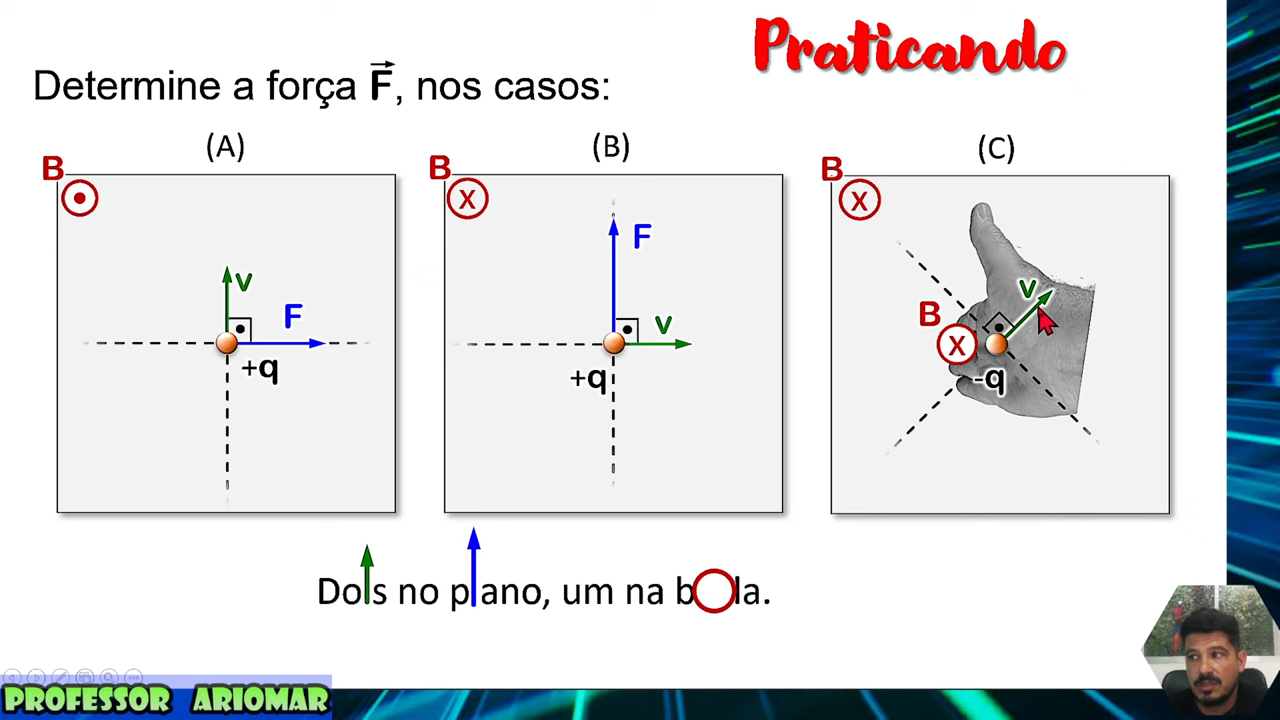 Praticando
Determine a força F, nos casos:
(A)
(B)
(C)
B
B
X
B
X
v
F
+q
F
v
+q
v
B
X
-q
Dois no plano, um na bola.
PROFESSOR ARIOMAR